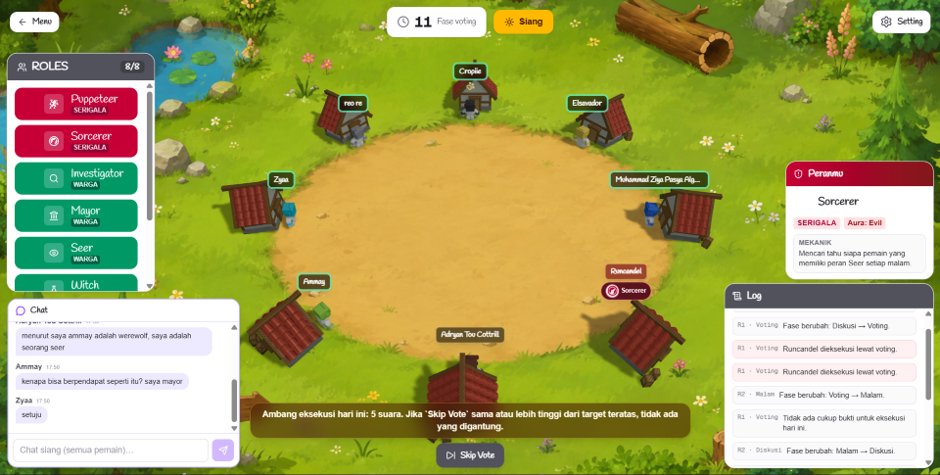 Menu
11 Fase voting
Siang
Setting
ROLES 8/8
Puppeteer
SERIGALA
Sorcerer
SERIGALA
Investigator
WARGA
Mayor
WARGA
Seer
WARGA
Witch
Croplie
reo re
Elsavador
Zyaa
Muhammad Ziya Pasya Alg...
Ammay
Runcandel
Sorcerer
Adryan Too Cottrill
Peranmu
Sorcerer
SERIGALA Aura: Evil
MEKANIK
Mencari tahu siapa pemain yang
memiliki peran Seer setiap malam.
Chat
menurut saya ammay adalah werewolf, saya adalah
seorang seer
Ammay 17:50
kenapa bisa berpendapat seperti itu? saya mayor
Zyaa 17:50
setuju
Chat siang (semua pemain)...
Ambang eksekusi hari ini: 5 suara. Jika `Skip Vote` sama atau lebih tinggi dari target teratas, tidak ada
yang digantung.
Skip Vote
Log
R1 · Voting Fase berubah: Diskusi → Voting.
R1 · Voting Runcandel dieksekusi lewat voting.
R1 · Voting Runcandel dieksekusi lewat voting.
R2 · Malam Fase berubah: Voting → Malam.
R1 · Voting Tidak ada cukup bukti untuk eksekusi
hari ini.
R2 · Diskusi Fase berubah: Malam → Diskusi.